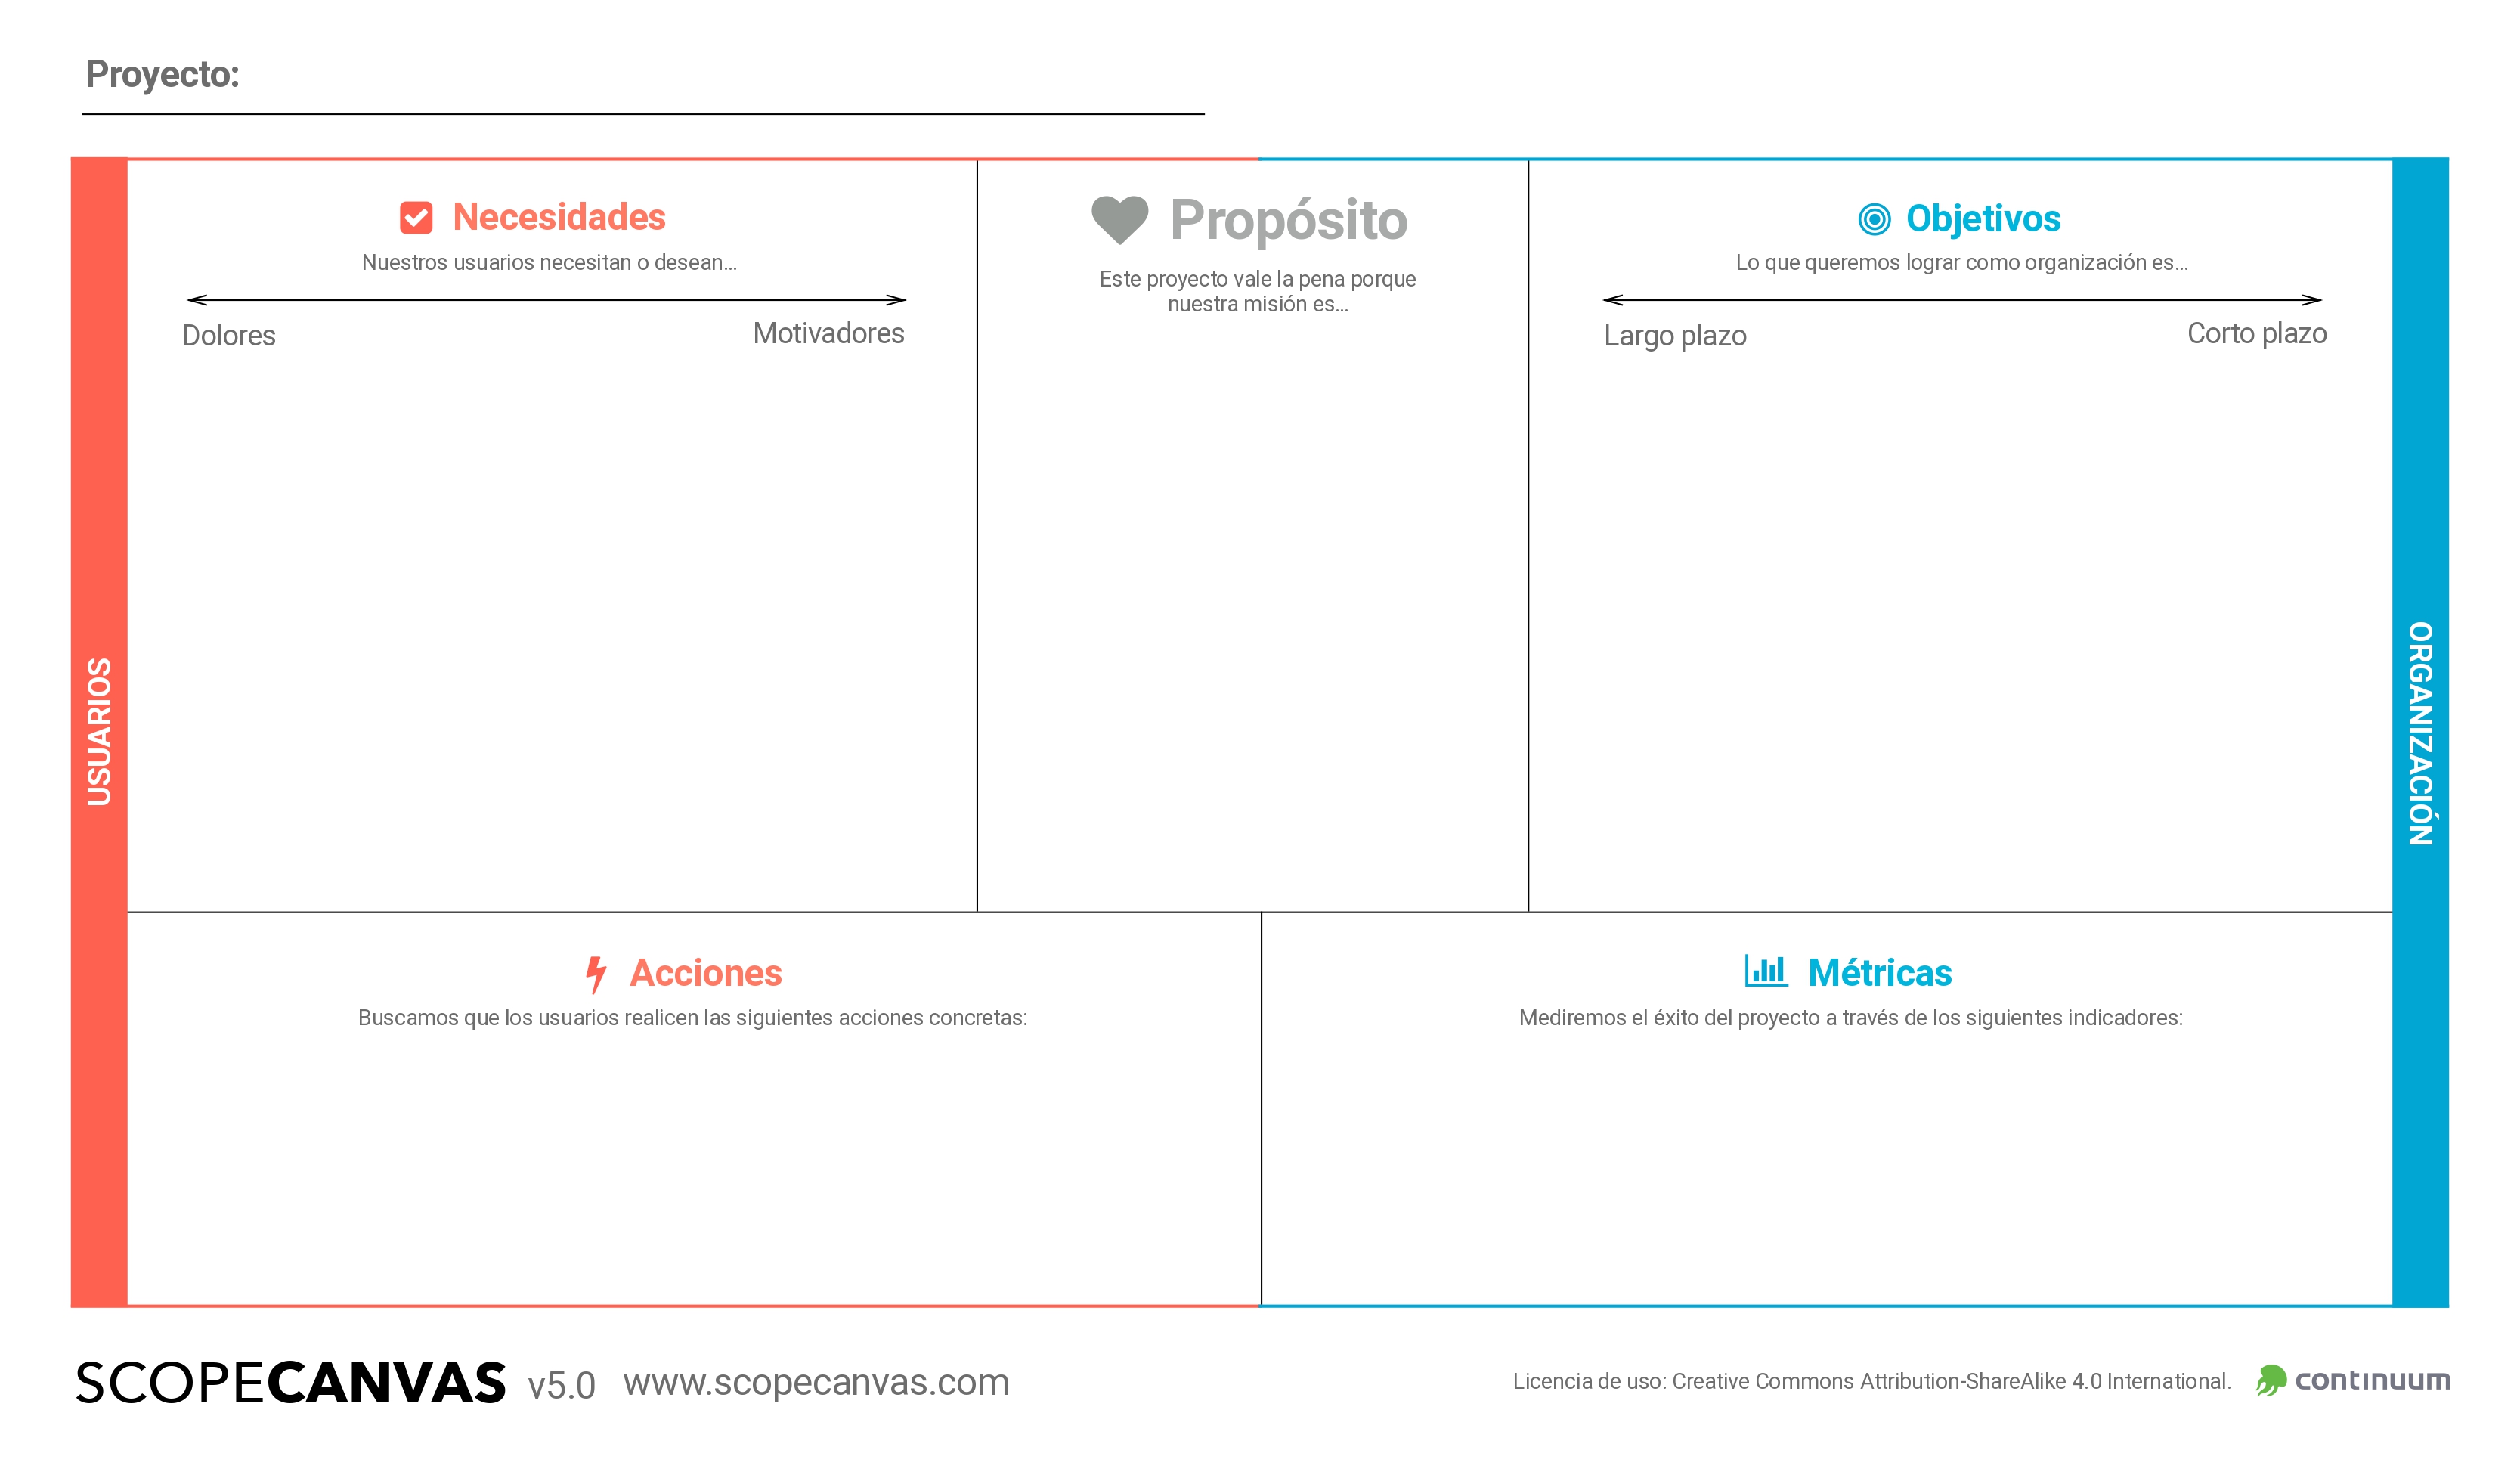 Proyecto:
USUARIOS
Necesidades
Nuestros usuarios necesitan o desean...
Dolores
Motivadores
Propósito
Este proyecto vale la pena porque
nuestra misión es...
Objetivos
Lo que queremos lograr como organización es...
Largo plazo
Corto plazo
ORGANIZACIÓN
Acciones
Buscamos que los usuarios realicen las siguientes acciones concretas:
Métricas
Mediremos el éxito del proyecto a través de los siguientes indicadores:
SCOPECANVAS v5.0 www.scopecanvas.com
Licencia de uso: Creative Commons Attribution-ShareAlike 4.0 International.
continuum